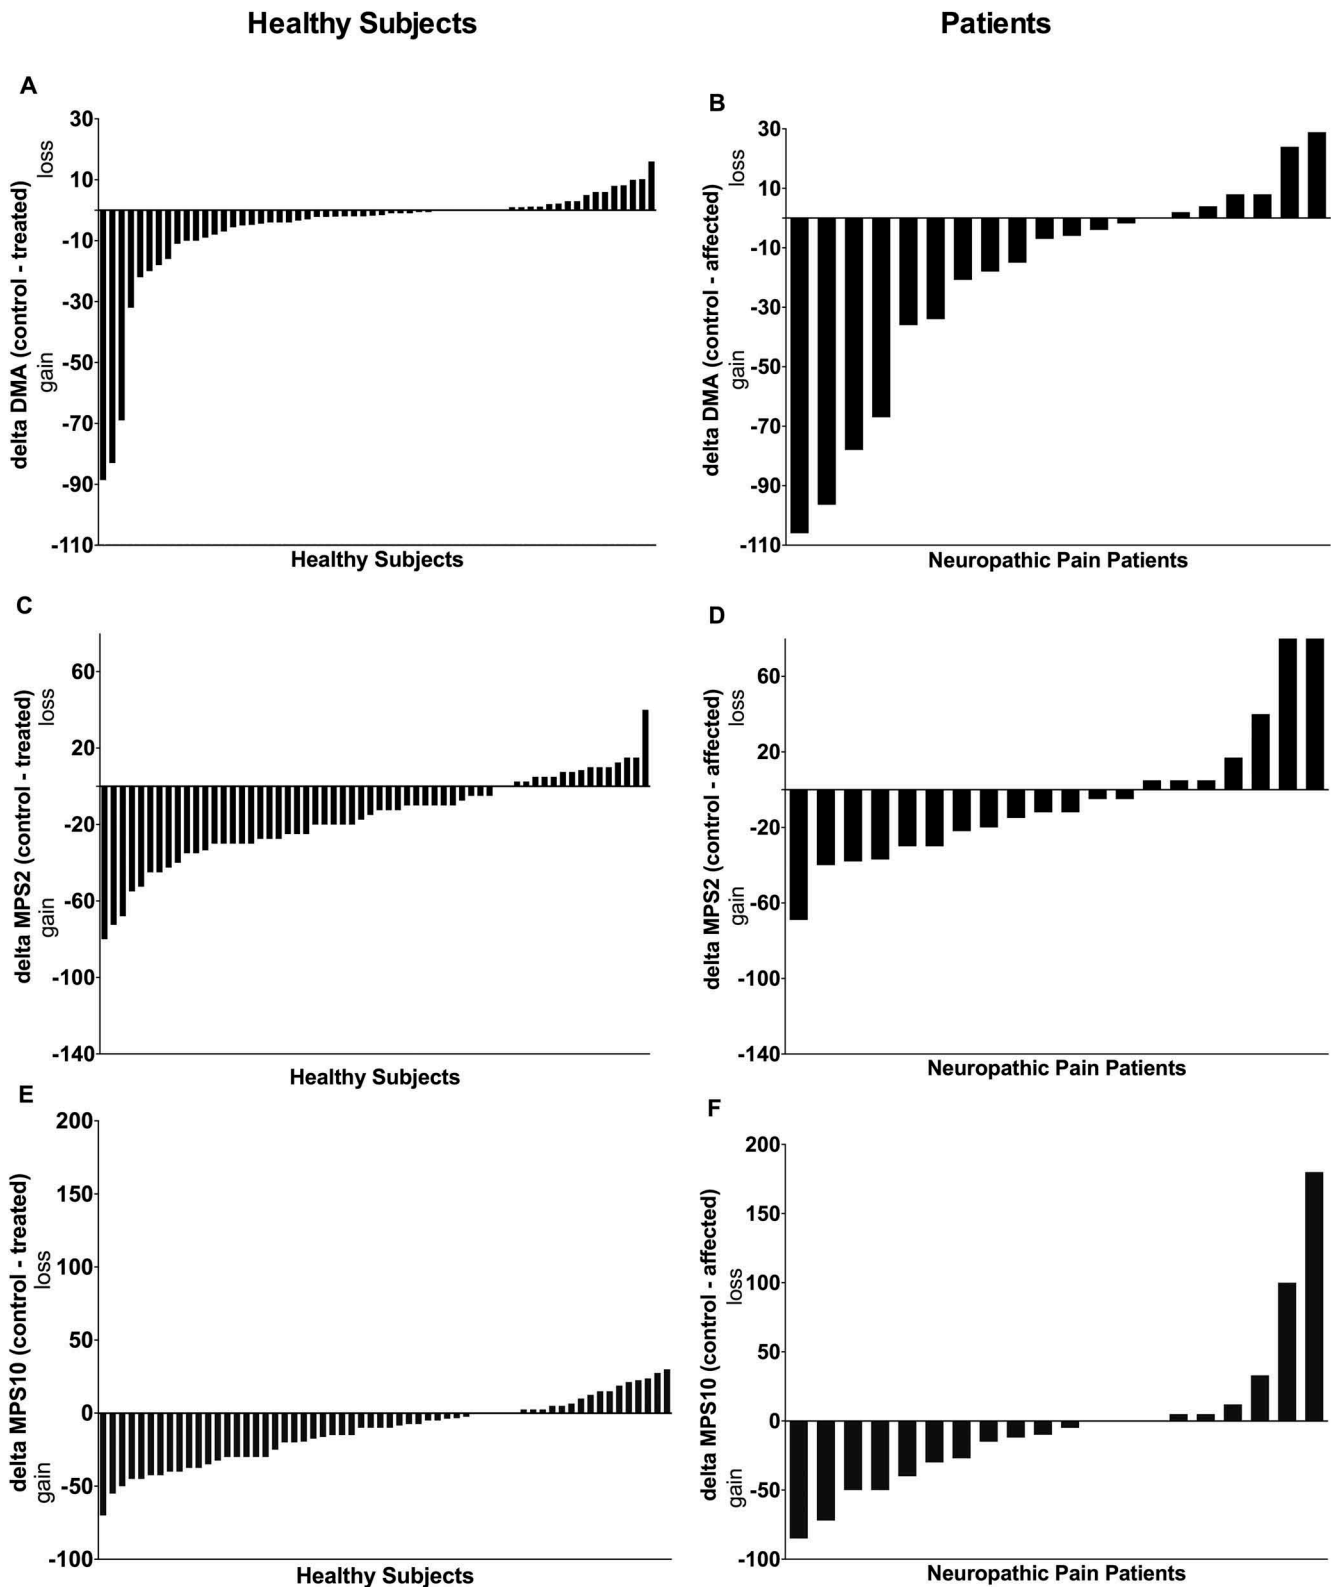 Healthy Subjects
Patients
A
30
10
-10
-30
-50
-70
-90
-110
delta DMA (control - treated)
loss
gain
Healthy Subjects
B
30
10
-10
-30
-50
-70
-90
-110
delta DMA (control - affected)
loss
gain
Neuropathic Pain Patients
C
60
20
-20
-60
-100
-140
delta MPS2 (control - treated)
loss
gain
Healthy Subjects
D
60
20
-20
-60
-100
-140
delta MPS2 (control - affected)
loss
gain
Neuropathic Pain Patients
E
200
150
100
50
0
-50
-100
delta MPS10 (control - treated)
loss
gain
Healthy Subjects
F
200
150
100
50
0
-50
-100
delta MPS10 (control - affected)
loss
gain
Neuropathic Pain Patients